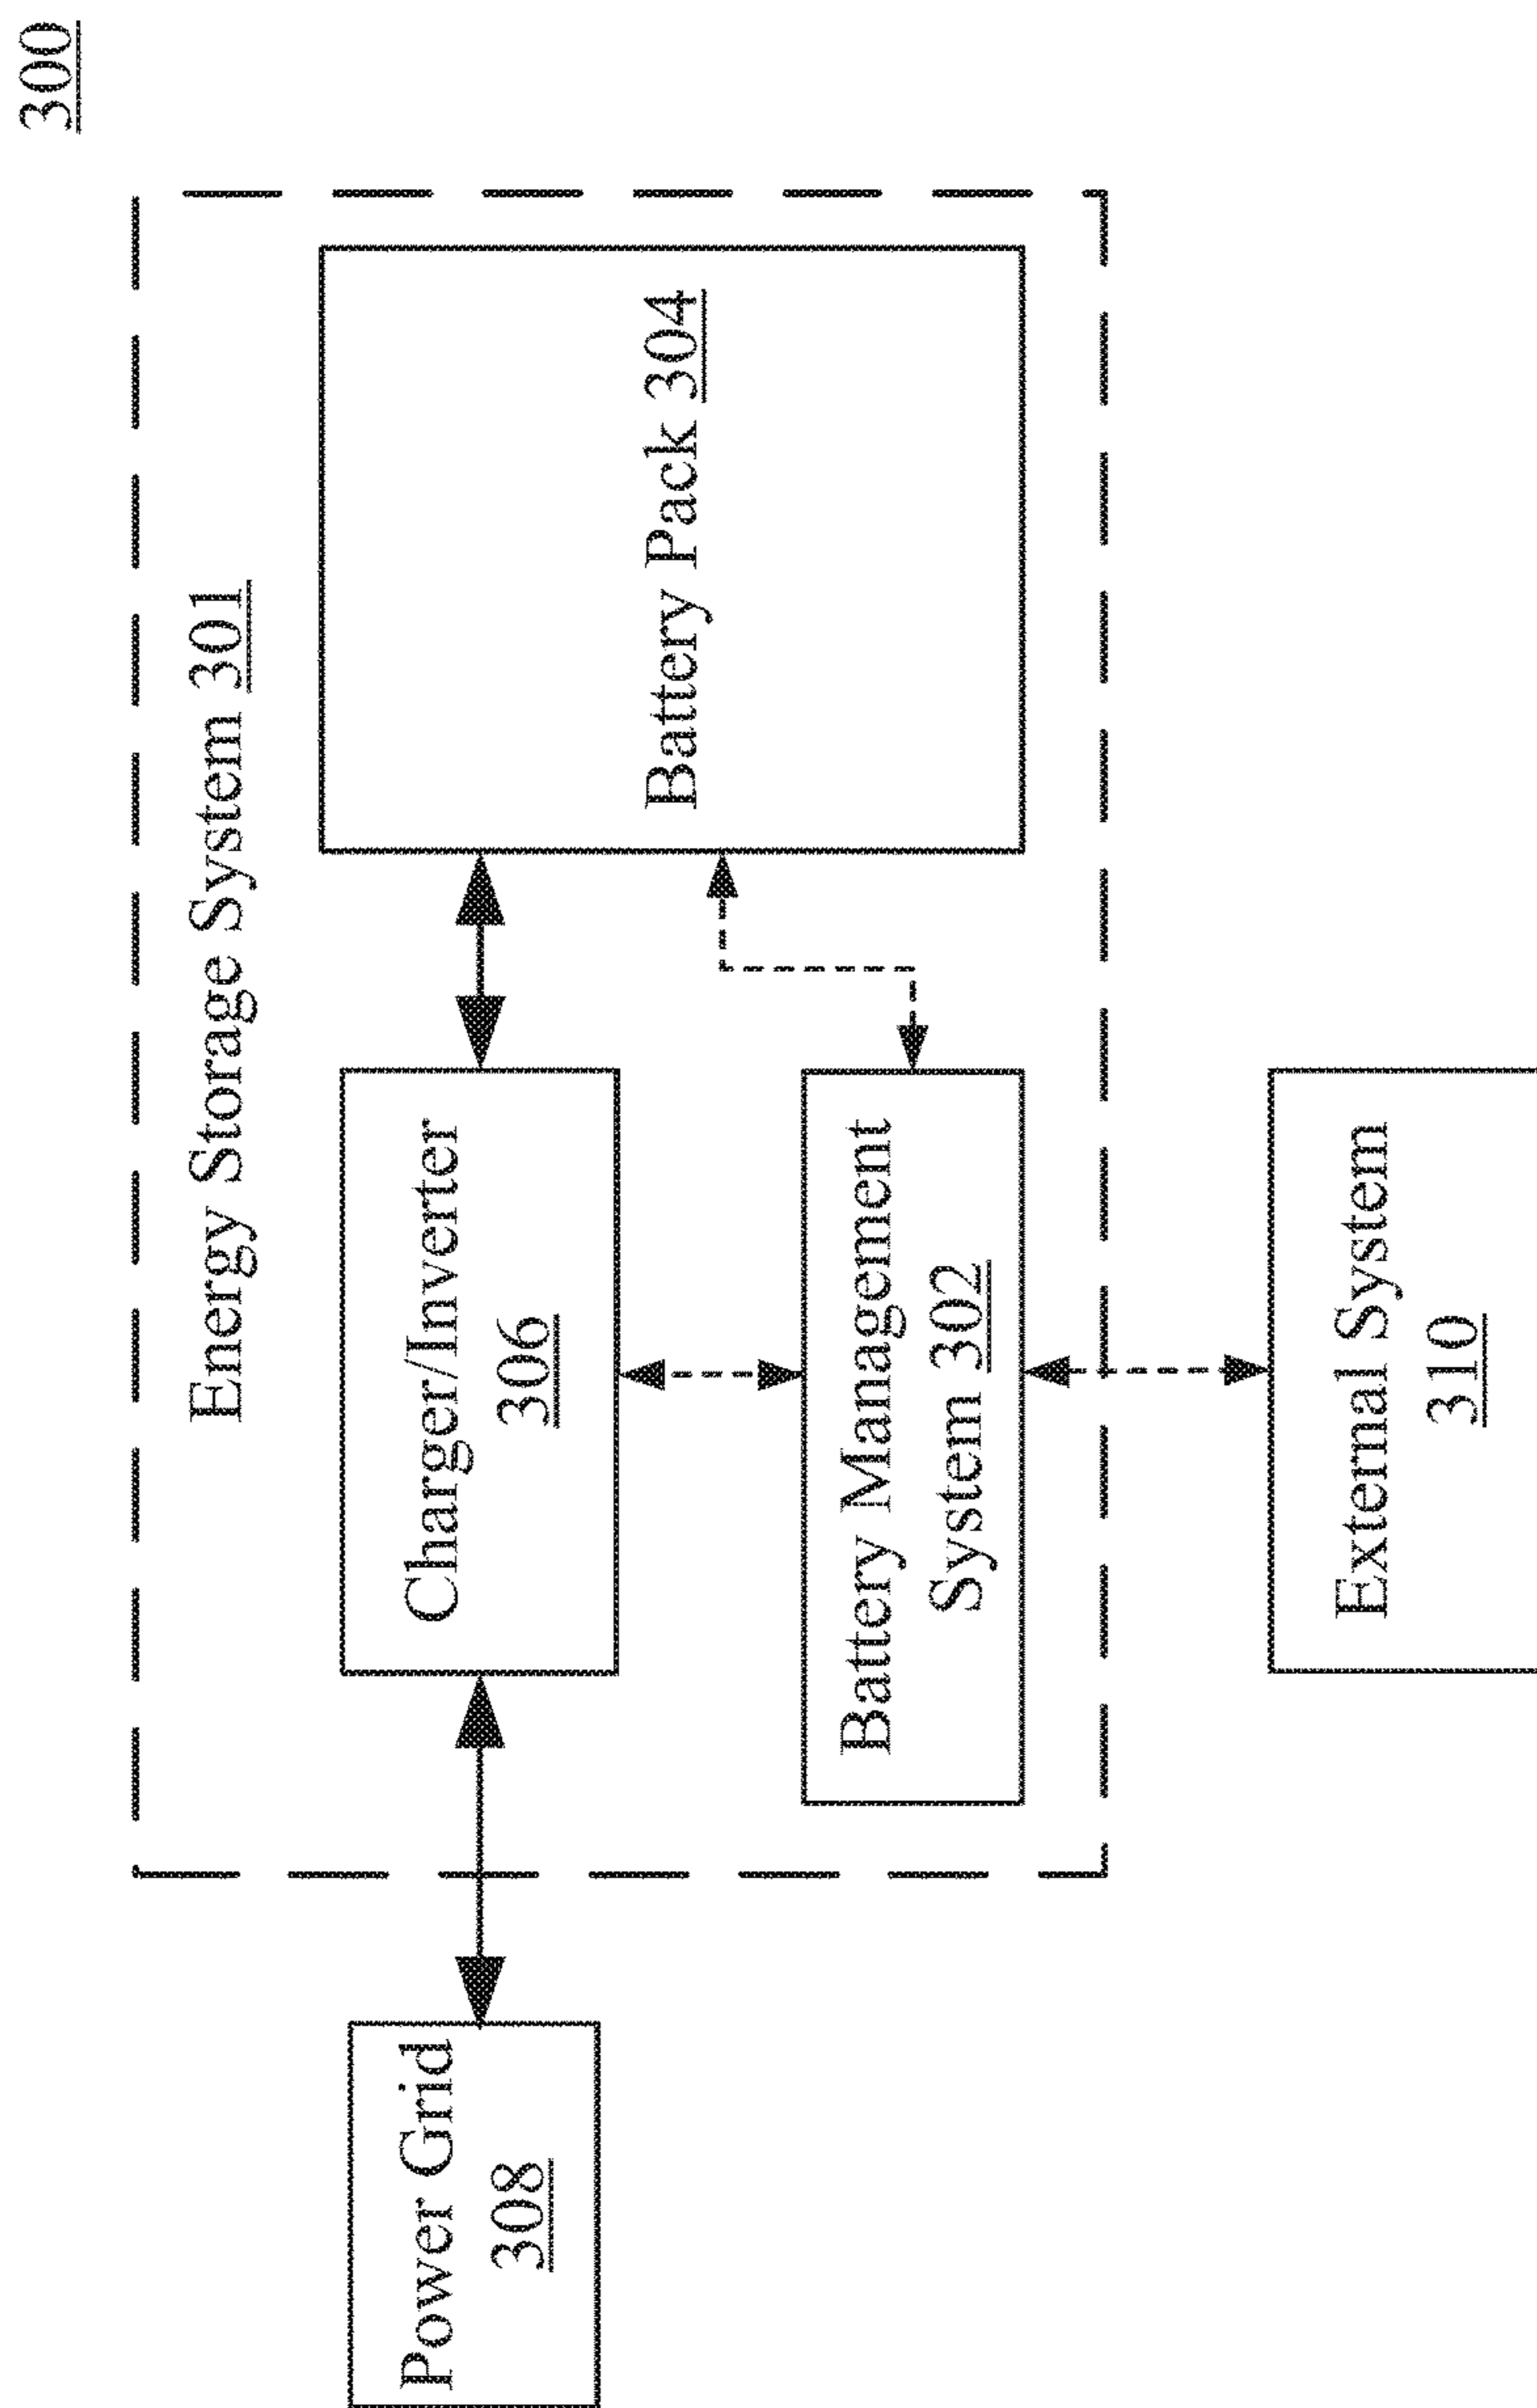 300
Energy Storage System 301
Power Grid
308
Charger/Inverter
306
Battery Pack 304
Battery Management
System 302
External System
310